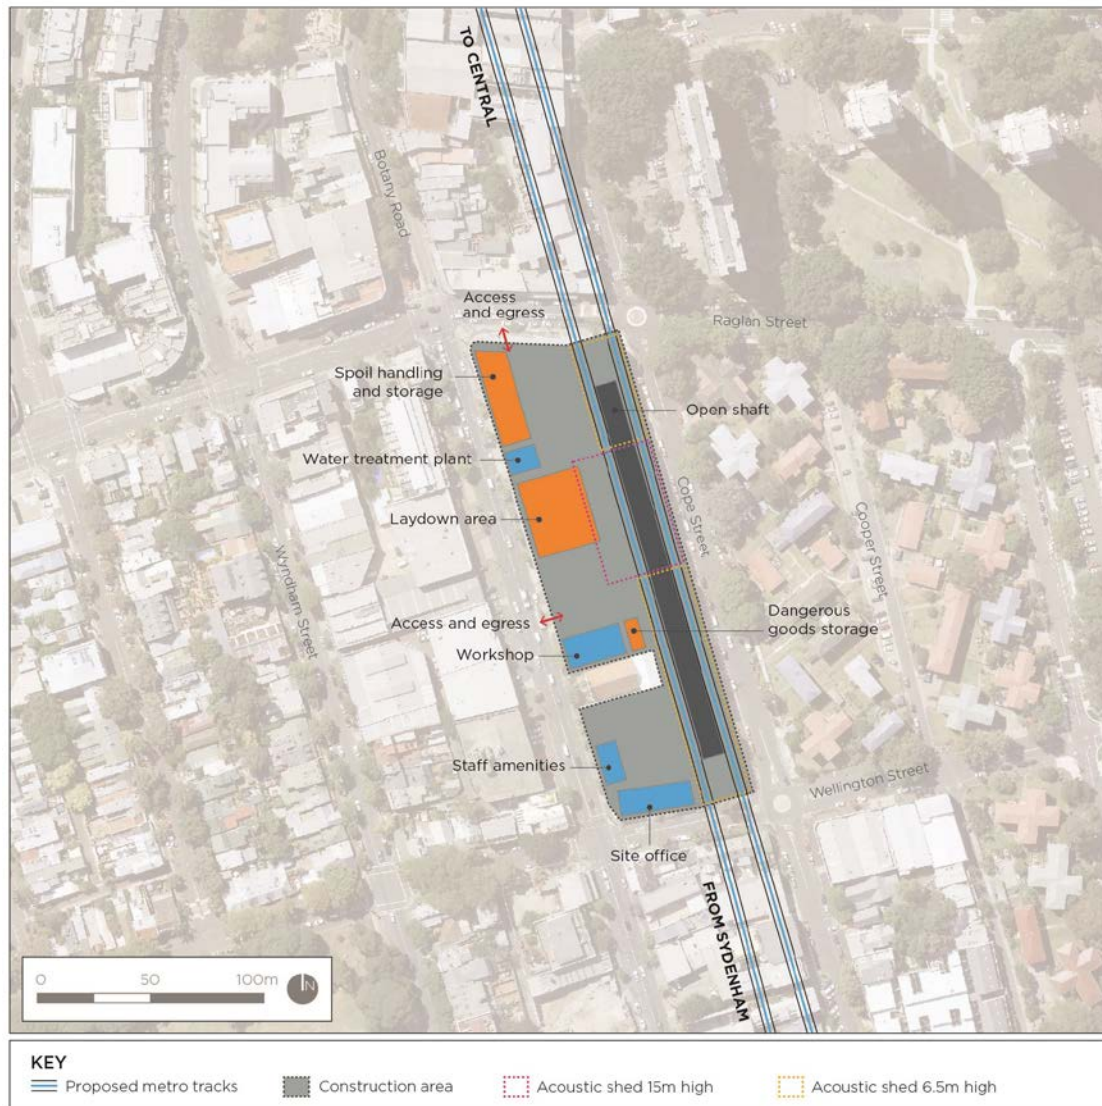 TO CENTRAL
Botany Road
Access
and egress
Raglan Street
Spoil handling
and storage
Open shaft
Water treatment plant
Laydown area
Cope Street
Cooper Street
Wyndham Street
Access and egress
Dangerous
goods storage
Workshop
Staff amenities
Wellington Street
Site office
FROM SYDENHAM
0 50 100m
N
KEY
Proposed metro tracks
Construction area
Acoustic shed 15m high
Acoustic shed 6.5m high